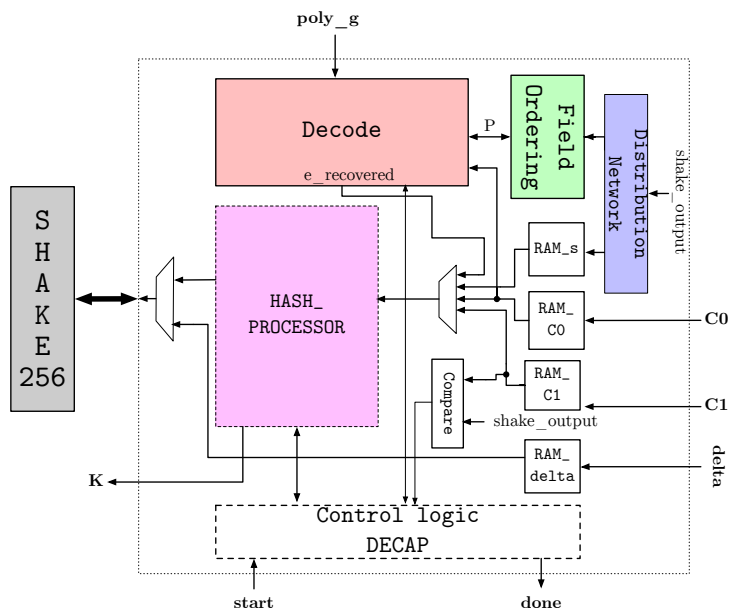 poly_g
Decode
e_recovered
P
Field
Ordering
Distribution
Network
shake_output
S
H
A
K
E
256
HASH_
PROCESSOR
RAM_s
RAM_
C0
C0
RAM_
C1
C1
Compare
shake_output
RAM_
delta
delta
K
Control logic
DECAP
start
done